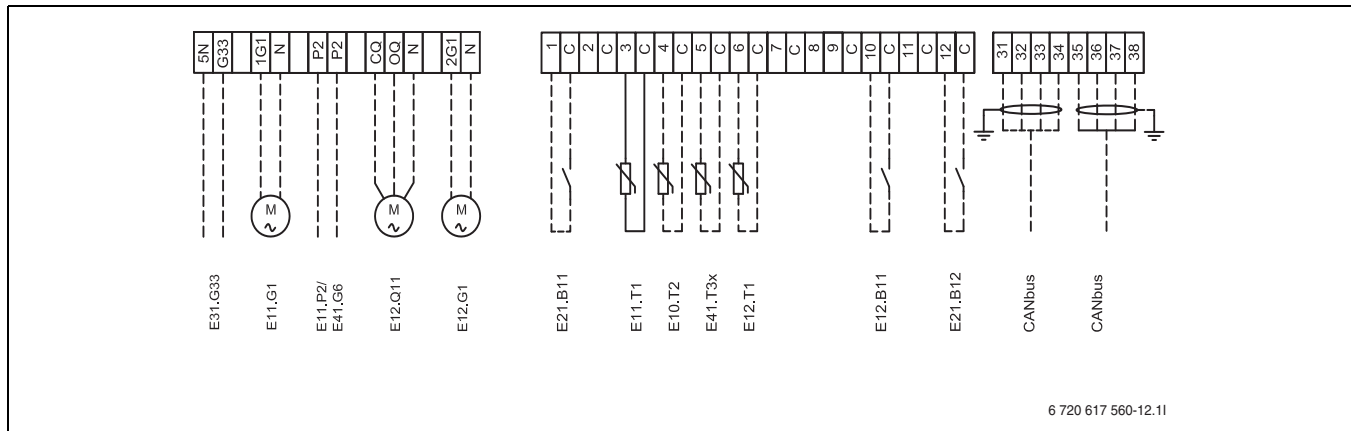 5N G33 1G1 N P2 P2 CQ OQ N 2G1 N
1 C 2 C 3 C 4 C 5 C 6 C 7 C 8 9 C 10 C 11 C 12 C
31 32 33 34 35 36 37 38
M
M
M
E31.G33
E11.G1
E11.P2/
E41.G6
E12.Q11
E12.G1
E21.B11
E11.T1
E10.T2
E41.T3x
E12.T1
E12.B11
E21.B12
CANbus
CANbus
6 720 617 560-12.1I